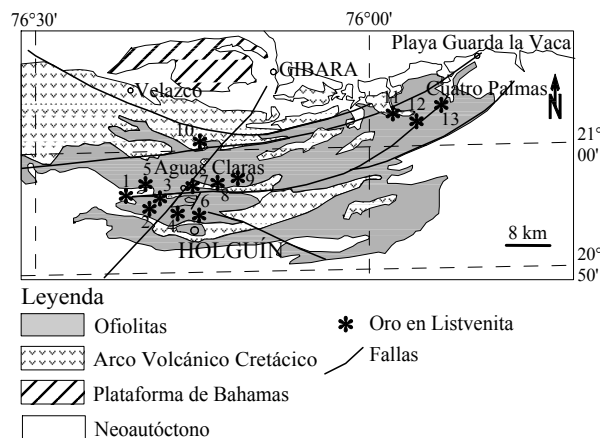 76°30'
76°00'
Playa Guarda la Vaca
GIBARA
Velazco
Cuatro Palmas
11
12
13
N
10
21°
00'
Aguas Claras
5
7
9
1
3
8
2
6
4
8 km
HOLGUÍN
20°
50'
Leyenda
Ofiolitas
Oro en Listvenita
Arco Volcánico Cretácico
Fallas
Plataforma de Bahamas
Neoautóctono